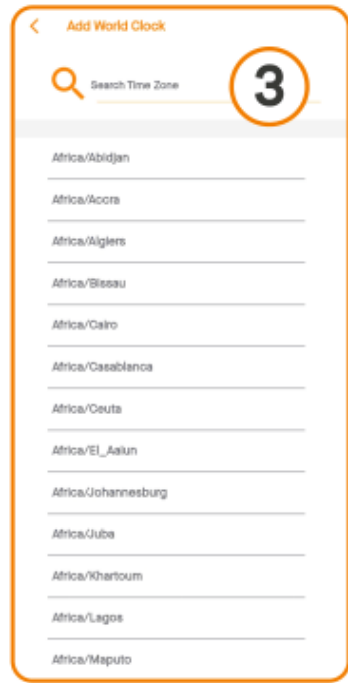 Add World Clock
Search Time Zone
3
Africa/Abidjan
Africa/Accra
Africa/Algiers
Africa/Bissau
Africa/Cairo
Africa/Casablanca
Africa/Ceuta
Africa/El_Aaiun
Africa/Johannesburg
Africa/Juba
Africa/Khartoum
Africa/Lagos
Africa/Maputo